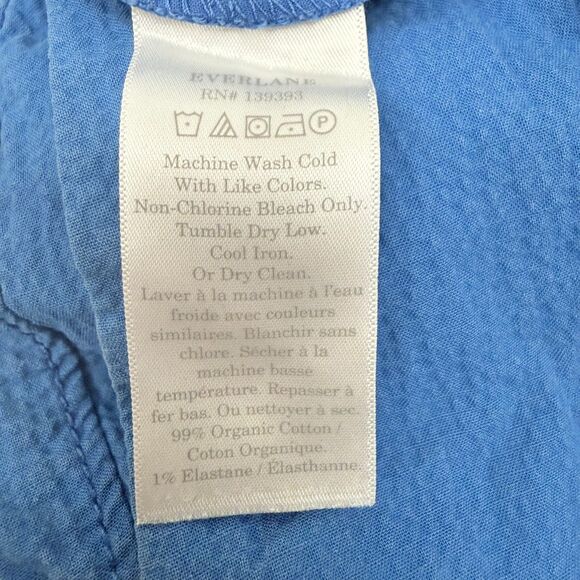 EVERLANE
RN# 139393
P
Machine Wash Cold
With Like Colors.
Non-Chlorine Bleach Only.
Tumble Dry Low.
Cool Iron.
Or Dry Clean.
Laver à la machine à l'eau
froide avec couleurs
similaires. Blanchir sans
chlore. Sécher à la
machine basse
température. Repasser à
fer bas. Ou nettoyer à sec.
99% Organic Cotton /
Coton Organique.
1% Elastane / Élasthanne.